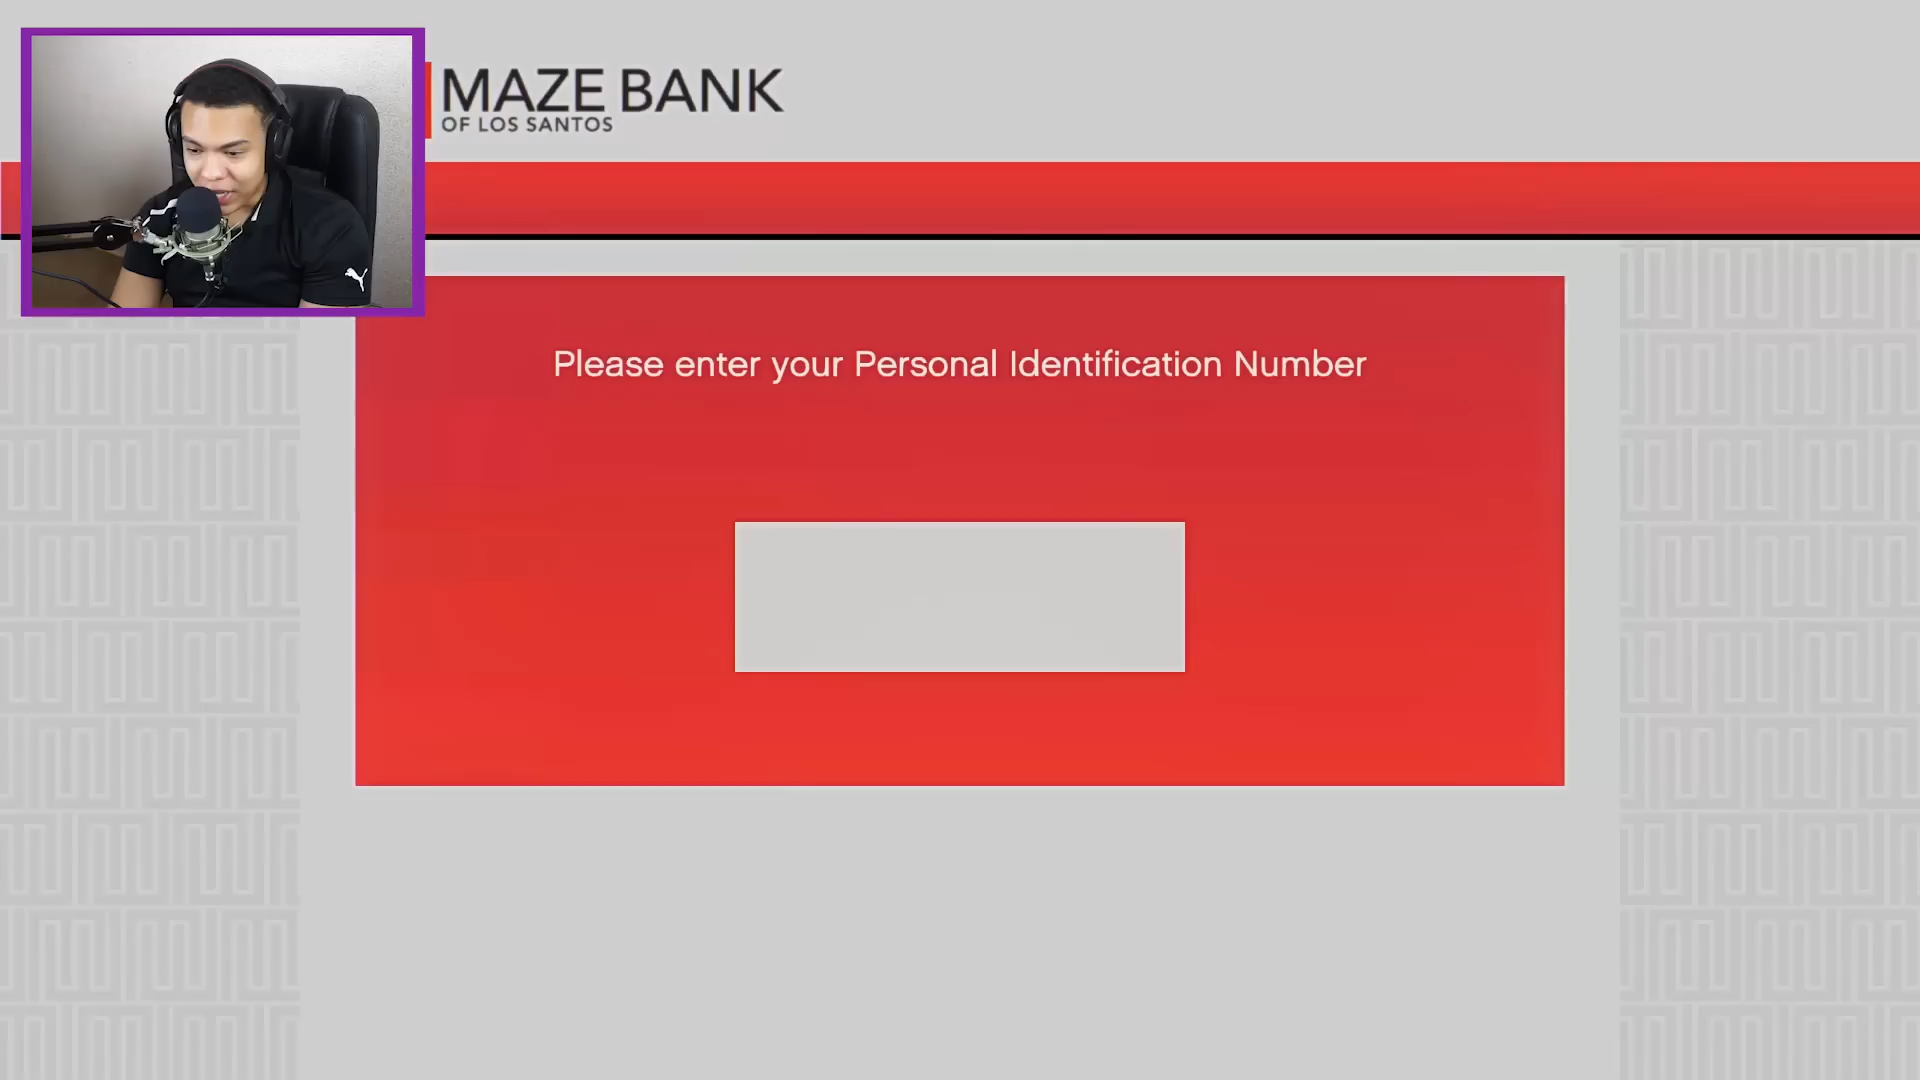 MAZE BANK
OF LOS SANTOS
Please enter your Personal Identification Number